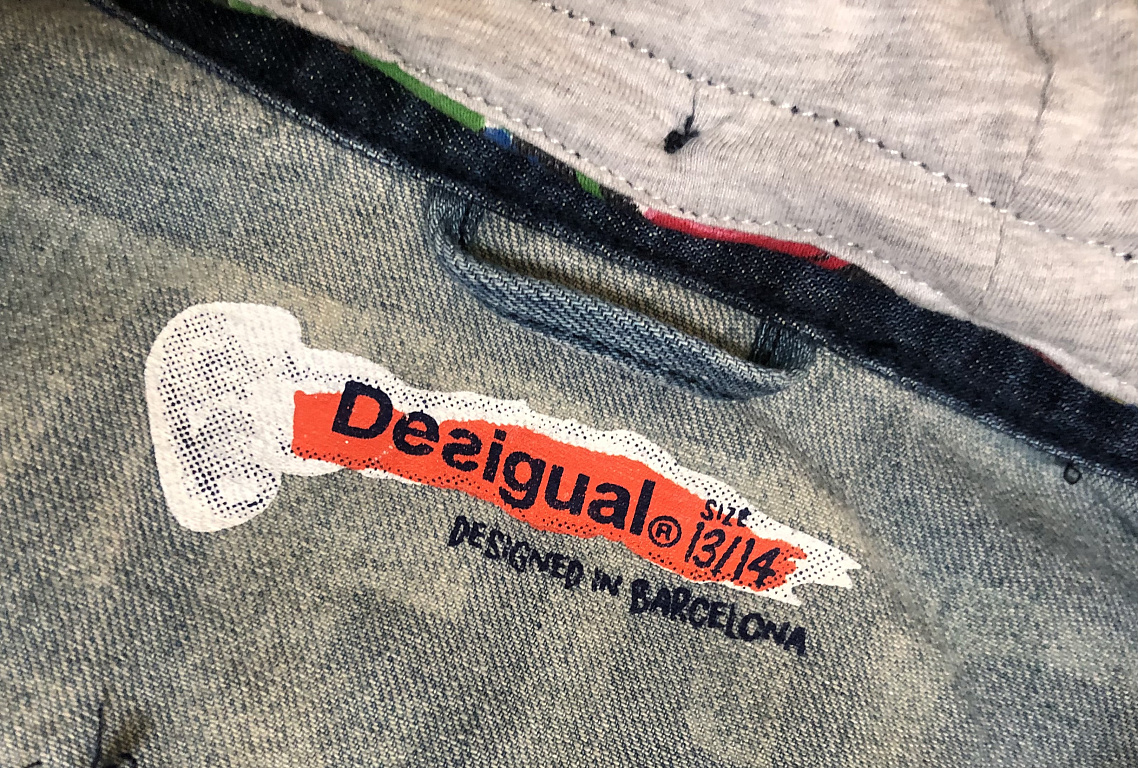 Desigual®
SIZE
13/14
DESIGNED IN BARCELONA